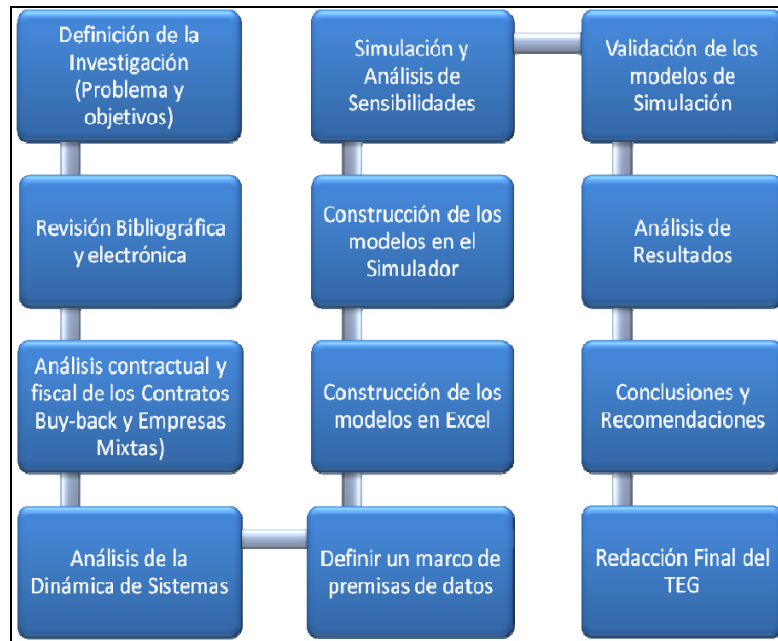 Definición de la
Investigación
(Problema y
objetivos)
Revisión Bibliográfica
y electrónica
Análisis contractual y
fiscal de los Contratos
Buy-back y Empresas
Mixtas)
Análisis de la
Dinámica de Sistemas
Definir un marco de
premisas de datos
Construcción de los
modelos en Excel
Construcción de los
modelos en el
Simulador
Simulación y
Análisis de
Sensibilidades
Validación de los
modelos de
Simulación
Análisis de
Resultados
Conclusiones y
Recomendaciones
Redacción Final del
TEG